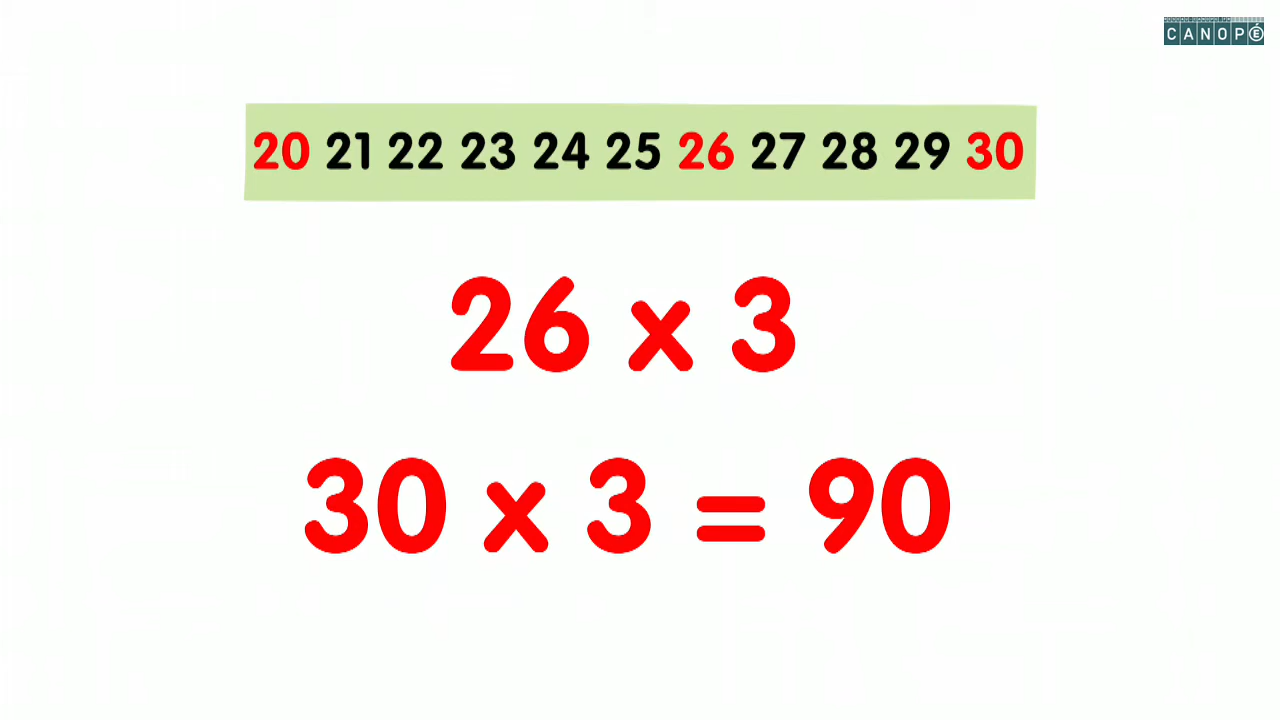 CANOPÉ
20 21 22 23 24 25 26 27 28 29 30
26 x 3
30 x 3 = 90